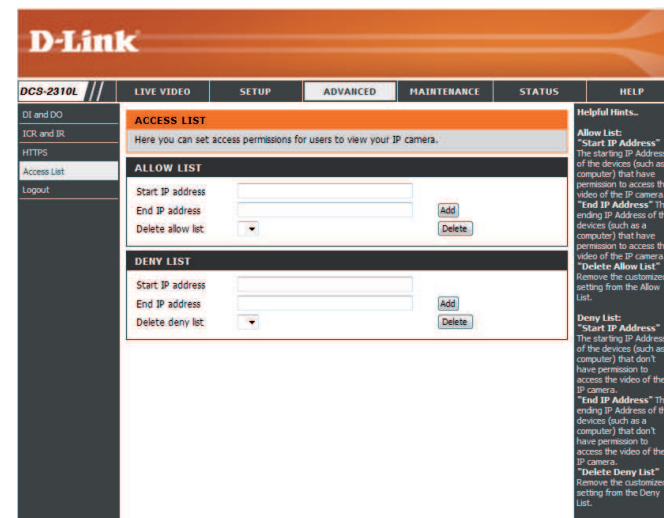 D-Link
DCS-2310L
LIVE VIDEO
SETUP
ADVANCED
MAINTENANCE
STATUS
HELP
DI and DO
ICR and IR
HTTPS
Access List
Logout
ACCESS LIST
Here you can set access permissions for users to view your IP camera.
ALLOW LIST
Start IP address
End IP address
Add
Delete allow list
Delete
DENY LIST
Start IP address
End IP address
Add
Delete deny list
Delete
Helpful Hints..
Allow List:
"Start IP Address"
The starting IP Address
of the devices (such as
computer) that have
permission to access th
video of the IP camera
"End IP Address" Th
ending IP Address of th
devices (such as a
computer) that have
permission to access th
video of the IP camera.
"Delete Allow List"
Remove the customized
setting from the Allow
List.
Deny List:
"Start IP Address"
The starting IP Address
of the devices (such as
computer) that don't
have permission to
access the video of the
IP camera.
"End IP Address" Th
ending IP Address of th
devices (such as a
computer) that don't
have permission to
access the video of the
IP camera.
"Delete Deny List"
Remove the customized
setting from the Deny
List.